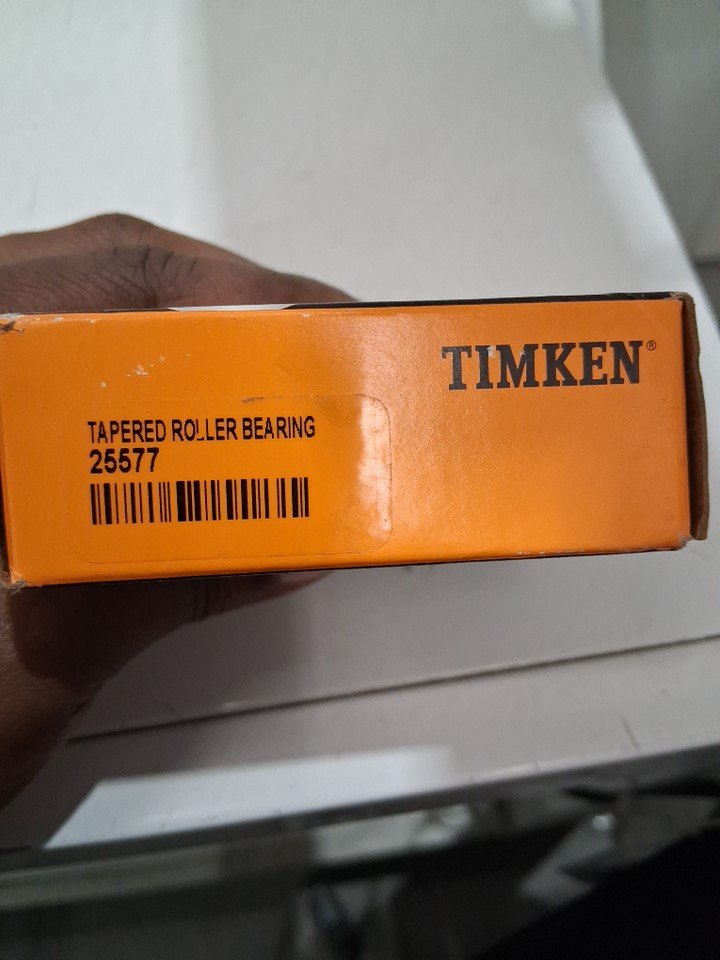 TIMKEN®
TAPERED ROLLER BEARING
25577